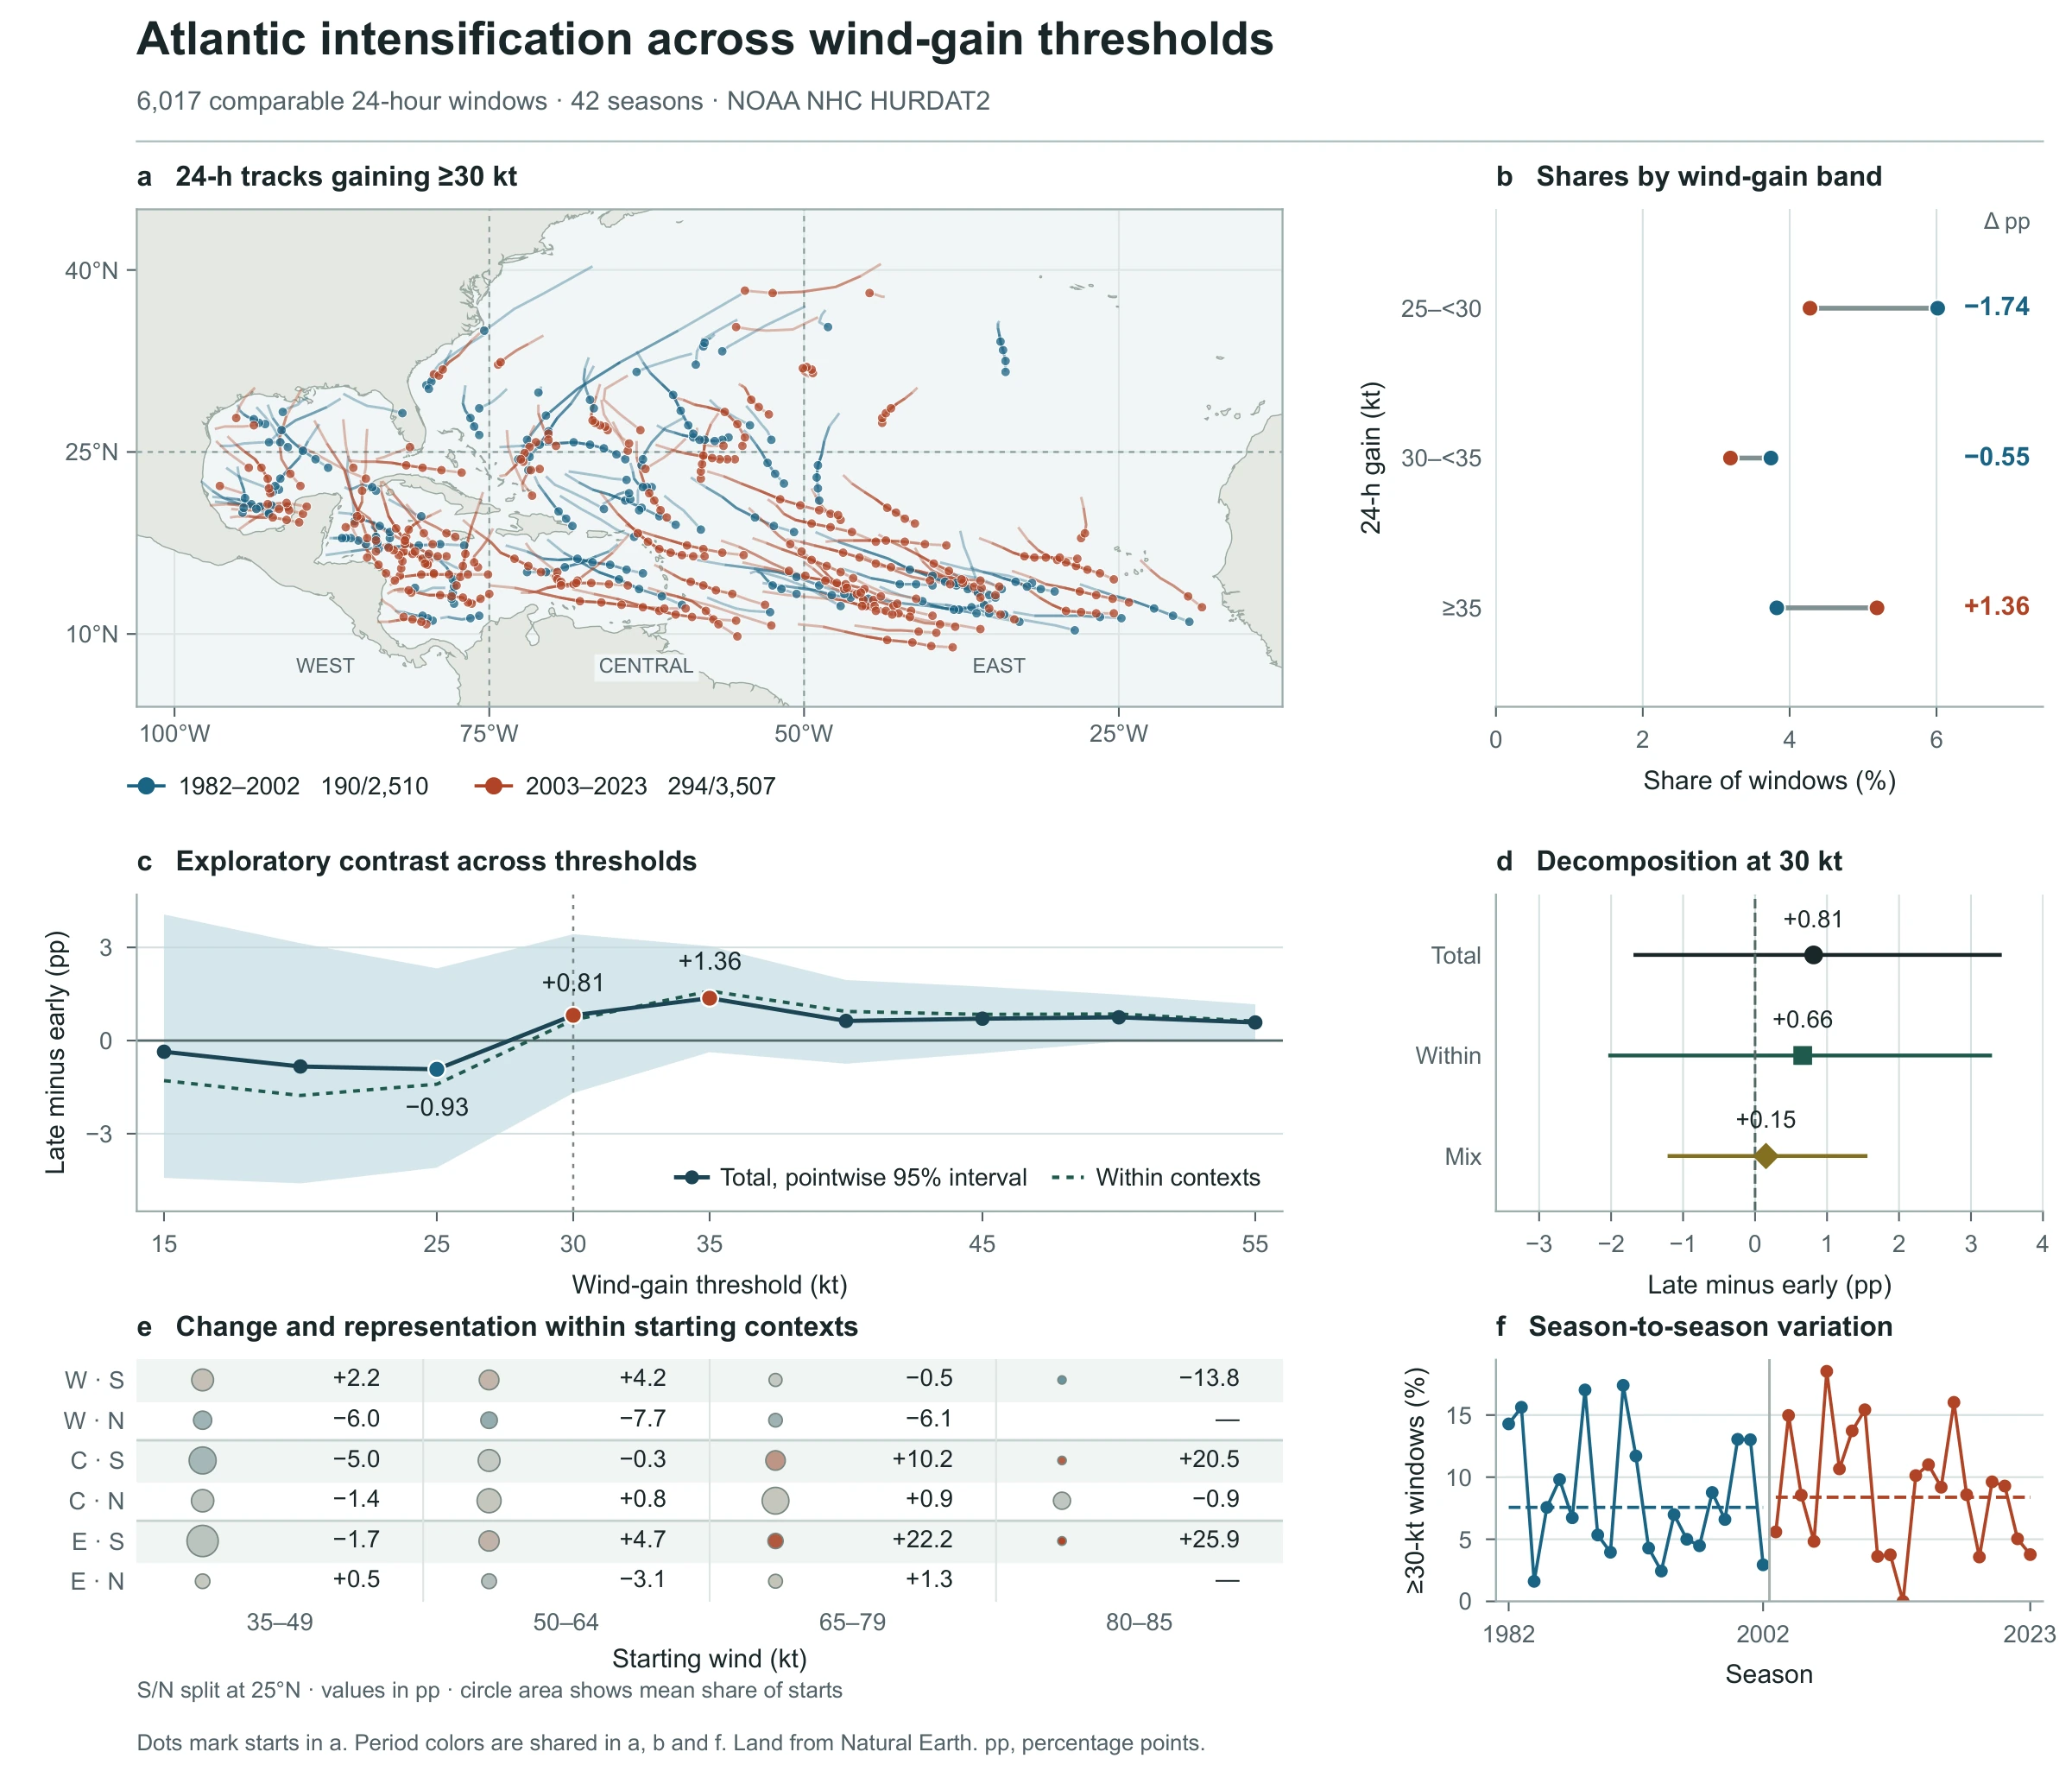 Atlantic intensification across wind-gain thresholds
6,017 comparable 24-hour windows · 42 seasons · NOAA NHC HURDAT2
a 24-h tracks gaining ≥30 kt
40°N
25°N
10°N
WEST
CENTRAL
EAST
100°W
75°W
50°W
25°W
1982–2002 190/2,510
2003–2023 294/3,507
b Shares by wind-gain band
Δ pp
24-h gain (kt)
25–<30
−1.74
30–<35
−0.55
≥35
+1.36
0
2
4
6
Share of windows (%)
c Exploratory contrast across thresholds
Late minus early (pp)
3
0
−3
+0.81
+1.36
−0.93
Total, pointwise 95% interval
Within contexts
15
25
30
35
45
55
Wind-gain threshold (kt)
d Decomposition at 30 kt
Total
+0.81
Within
+0.66
Mix
+0.15
−3
−2
−1
0
1
2
3
4
Late minus early (pp)
e Change and representation within starting contexts
W · S +2.2 +4.2 −0.5 −13.8
W · N −6.0 −7.7 −6.1 —
C · S −5.0 −0.3 +10.2 +20.5
C · N −1.4 +0.8 +0.9 −0.9
E · S −1.7 +4.7 +22.2 +25.9
E · N +0.5 −3.1 +1.3 —
35–49 50–64 65–79 80–85
Starting wind (kt)
S/N split at 25°N · values in pp · circle area shows mean share of starts
f Season-to-season variation
≥30-kt windows (%)
15
10
5
0
1982
2002
2023
Season
Dots mark starts in a. Period colors are shared in a, b and f. Land from Natural Earth. pp, percentage points.